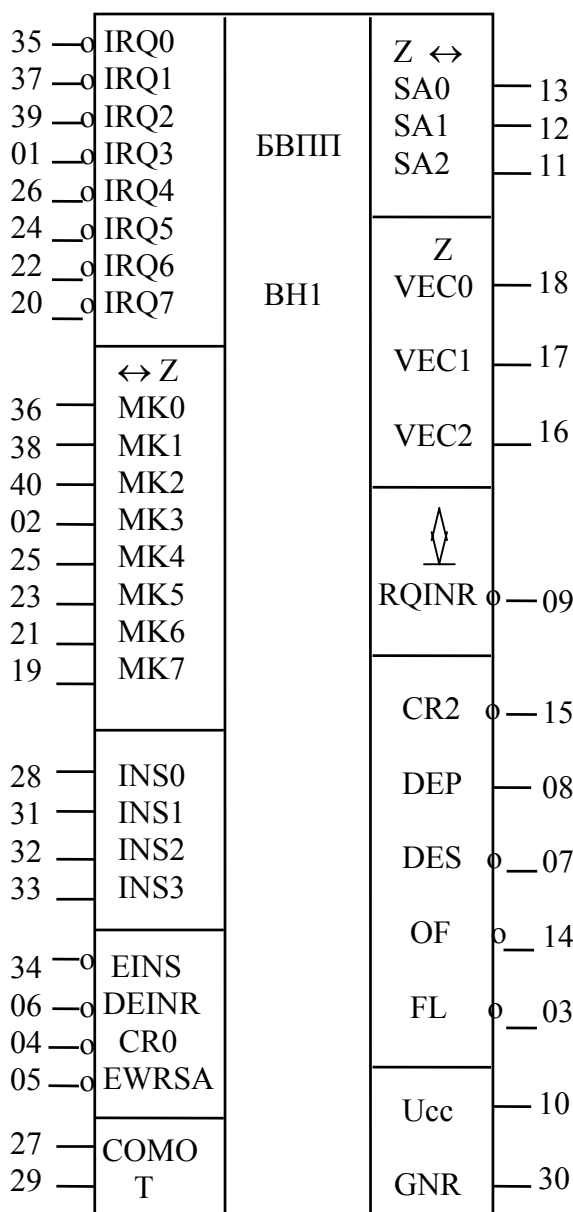 35 o IRQ0
37 o IRQ1
39 o IRQ2
01 o IRQ3
26 o IRQ4
24 o IRQ5
22 o IRQ6
20 o IRQ7
↔ Z
36 MK0
38 MK1
40 MK2
02 MK3
25 MK4
23 MK5
21 MK6
19 MK7
28 INS0
31 INS1
32 INS2
33 INS3
34 o EINS
06 o DEINR
04 o CR0
05 o EWRSA
27 COMO
29 T
БВПП
ВН1
Z ↔
SA0 13
SA1 12
SA2 11
Z
VEC0 18
VEC1 17
VEC2 16
RQINR o 09
CR2 o 15
DEP 08
DES o 07
OF o 14
FL o 03
Ucc 10
GNR 30